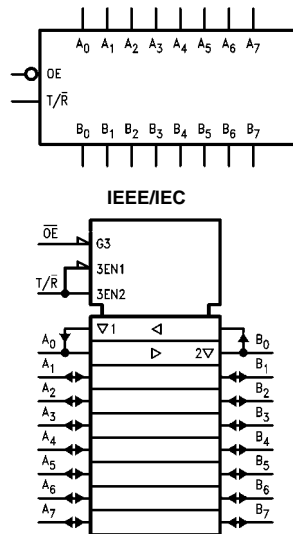 A0 A1 A2 A3 A4 A5 A6 A7
OE
T/R̅
B0 B1 B2 B3 B4 B5 B6 B7
IEEE/IEC
O̅E̅
G3
3EN1
T/R̅
3EN2
A0 ▽1 ◁ B0
▷ 2▽
A1 B1
A2 B2
A3 B3
A4 B4
A5 B5
A6 B6
A7 B7